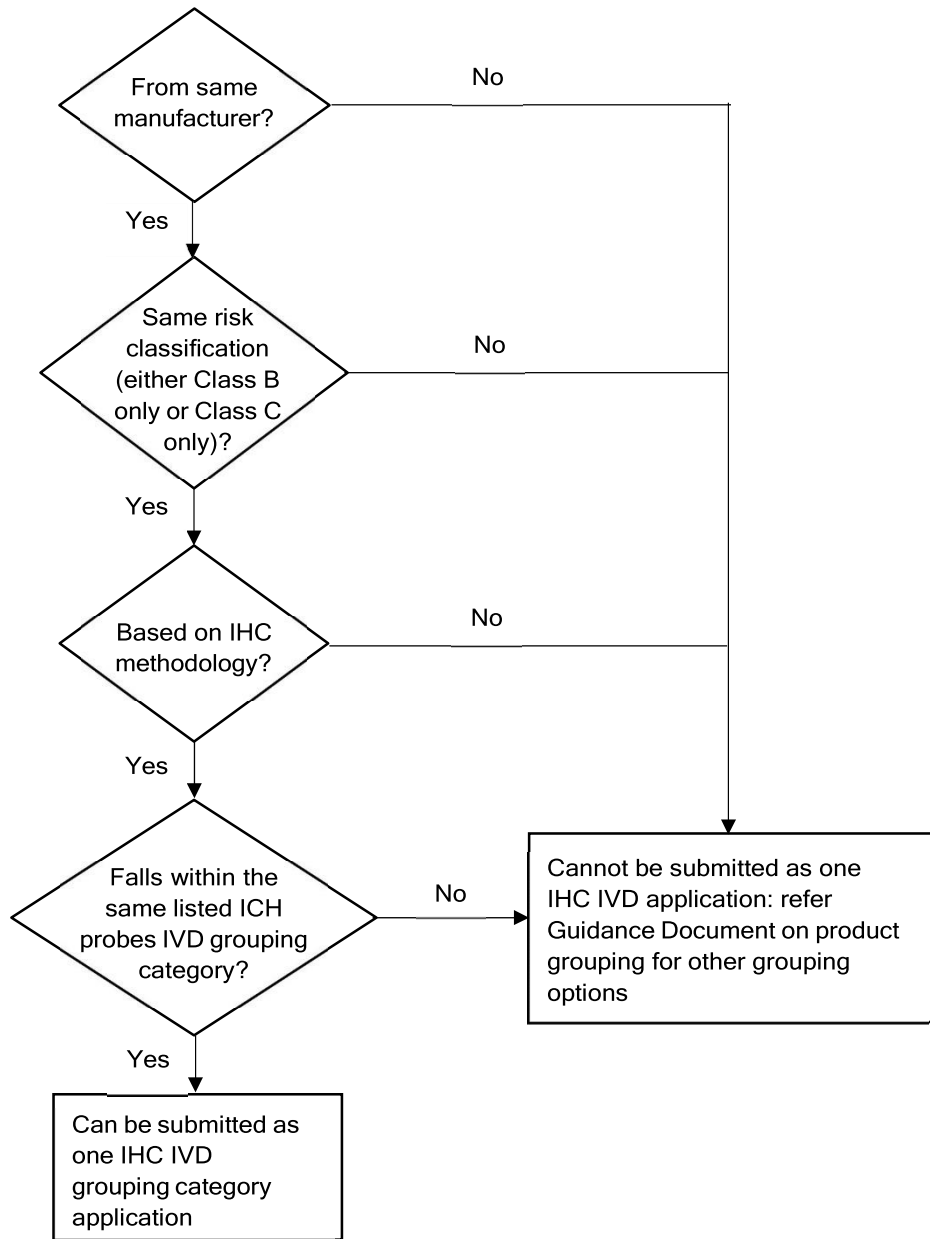 From same
manufacturer?
No
Yes
Same risk
classification
(either Class B
only or Class C
only)?
No
Yes
Based on IHC
methodology?
No
Yes
Falls within the
same listed ICH
probes IVD grouping
category?
No
Cannot be submitted as one
IHC IVD application: refer
Guidance Document on product
grouping for other grouping
options
Yes
Can be submitted as
one IHC IVD
grouping category
application